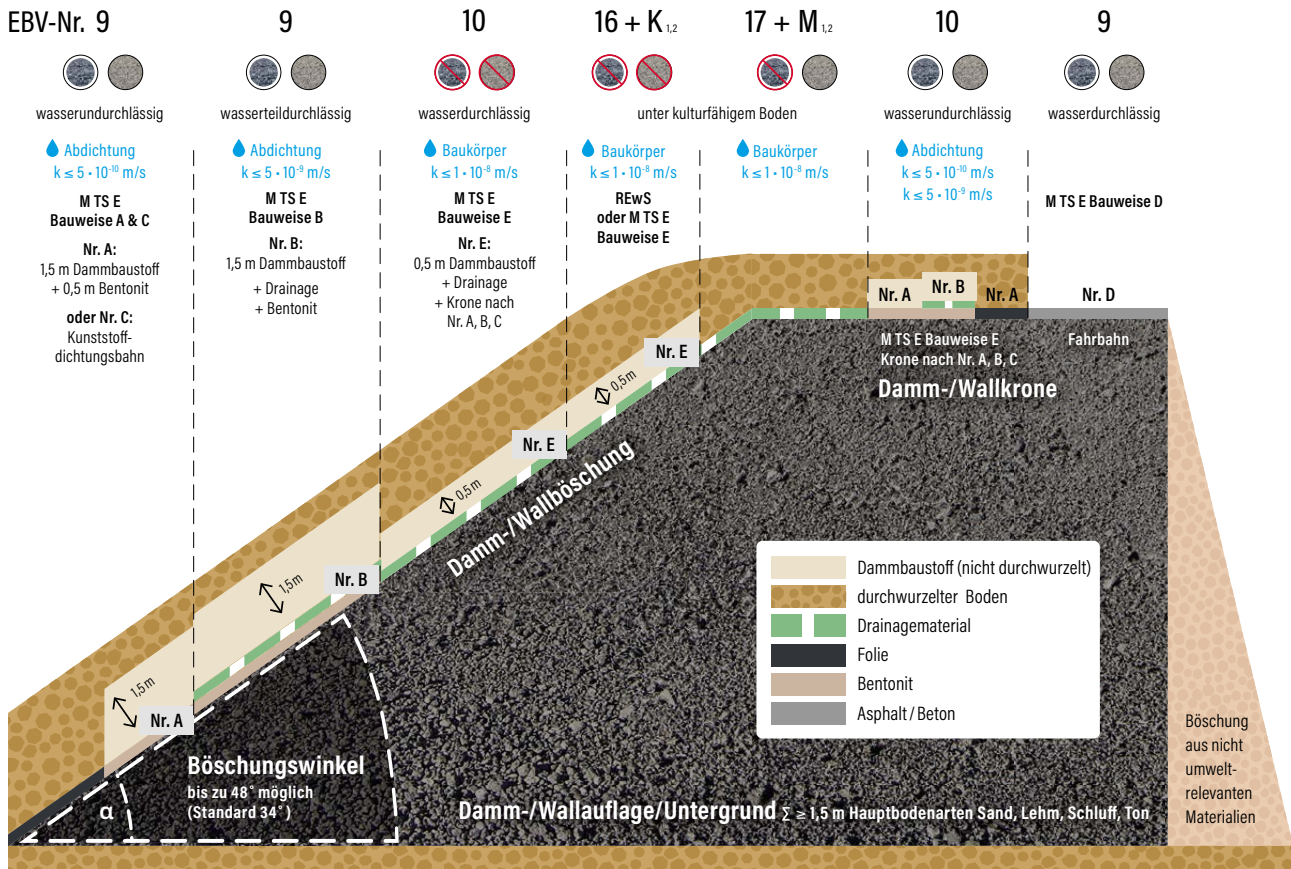 EBV-Nr. 9
9
10
16 + K 1,2
17 + M 1,2
10
9
wasserundurchlässig
wasserteildurchlässig
wasserdurchlässig
unter kulturfähigem Boden
wasserundurchlässig
wasserdurchlässig
Abdichtung
k ≤ 5 · 10⁻¹⁰ m/s
M TS E
Bauweise A & C
Nr. A:
1,5 m Dammbaustoff
+ 0,5 m Bentonit
oder Nr. C:
Kunststoff-
dichtungsbahn
Abdichtung
k ≤ 5 · 10⁻⁹ m/s
M TS E
Bauweise B
Nr. B:
1,5 m Dammbaustoff
+ Drainage
+ Bentonit
Baukörper
k ≤ 1 · 10⁻⁸ m/s
M TS E
Bauweise E
Nr. E:
0,5 m Dammbaustoff
+ Drainage
+ Krone nach
Nr. A, B, C
Baukörper
k ≤ 1 · 10⁻⁸ m/s
REwS
oder M TS E
Bauweise E
Baukörper
k ≤ 1 · 10⁻⁸ m/s
Abdichtung
k ≤ 5 · 10⁻¹⁰ m/s
k ≤ 5 · 10⁻⁹ m/s
M TS E Bauweise D
Nr. A
Nr. B
Nr. A
Nr. D
M TS E Bauweise E
Krone nach Nr. A, B, C
Damm-/Wallkrone
Fahrbahn
Nr. E
0,5 m
Nr. E
0,5 m
Damm-/Wallböschung
Nr. B
1,5 m
Nr. A
1,5 m
Dammbaustoff (nicht durchwurzelt)
durchwurzelter Boden
Drainagematerial
Folie
Bentonit
Asphalt / Beton
Böschungswinkel
bis zu 48° möglich
(Standard 34°)
α
Damm-/Wallauflage/Untergrund Σ ≥ 1,5 m Hauptbodenarten Sand, Lehm, Schluff, Ton
Böschung
aus nicht
umwelt-
relevanten
Materialien